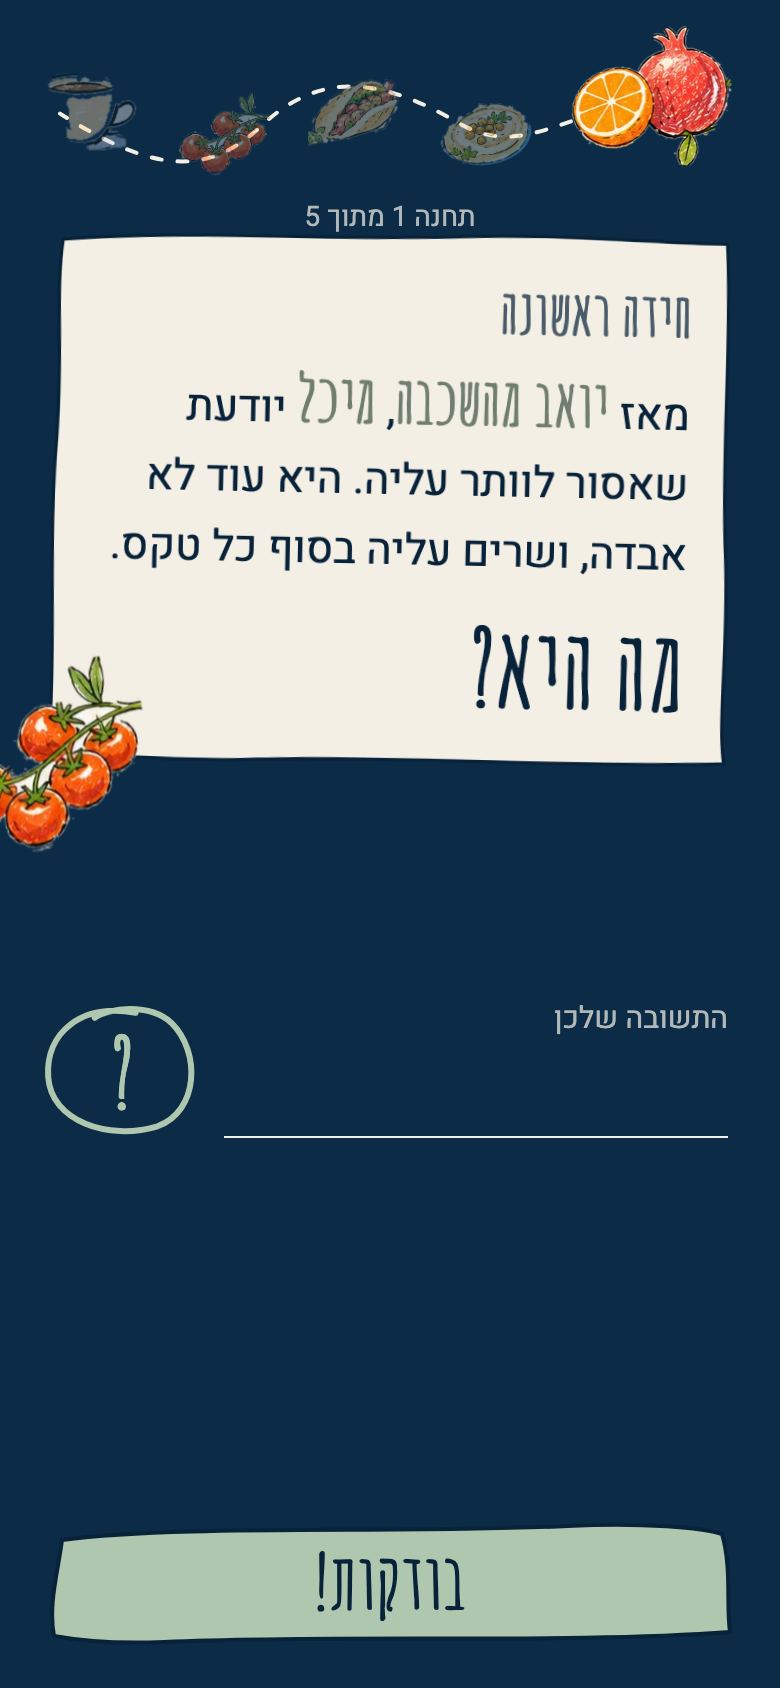 תחנה 1 מתוך 5
חידה ראשונה
מאז יואב מהשכבה, מיכל יודעת
שאסור לוותר עליה. היא עוד לא
אבדה, ושרים עליה בסוף כל טקס.
מה היא?
התשובה שלכן
?
בודקות!